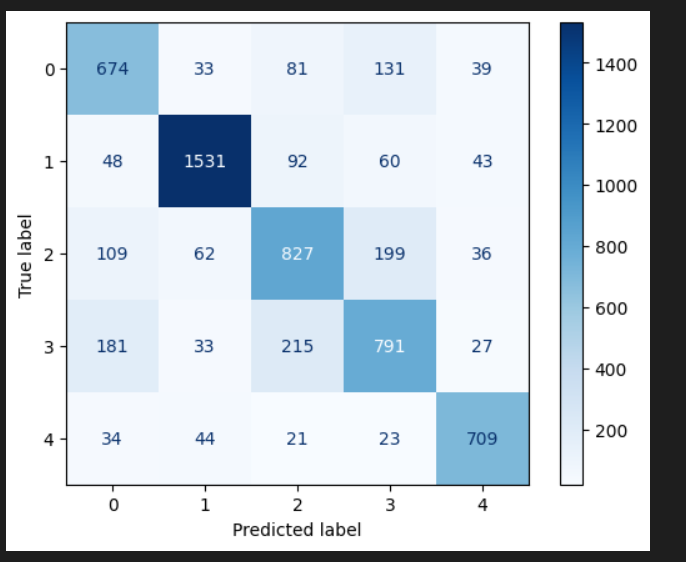 0 674 33 81 131 39
1 48 1531 92 60 43
2 109 62 827 199 36
3 181 33 215 791 27
4 34 44 21 23 709
0 1 2 3 4
Predicted label
True label
1400
1200
1000
800
600
400
200